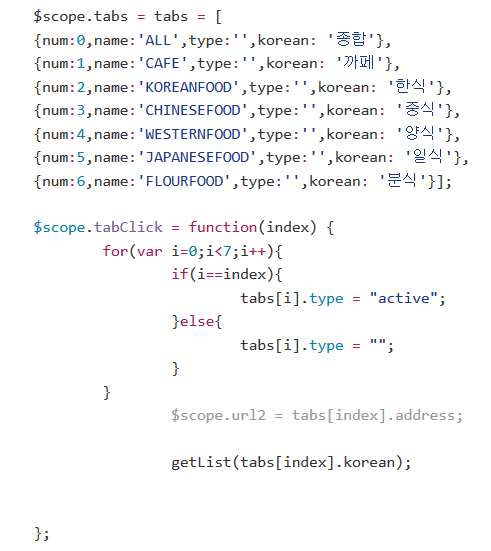 $scope.tabs = tabs = [
{num:0,name:'ALL',type:'',korean: '종합'},
{num:1,name:'CAFE',type:'',korean: '까페'},
{num:2,name:'KOREANFOOD',type:'',korean: '한식'},
{num:3,name:'CHINESEFOOD',type:'',korean: '중식'},
{num:4,name:'WESTERNFOOD',type:'',korean: '양식'},
{num:5,name:'JAPANESEFOOD',type:'',korean: '일식'},
{num:6,name:'FLOURFOOD',type:'',korean: '분식'}];
$scope.tabClick = function(index) {
for(var i=0;i<7;i++){
if(i==index){
tabs[i].type = "active";
}else{
tabs[i].type = "";
}
}
$scope.url2 = tabs[index].address;
getList(tabs[index].korean);
};